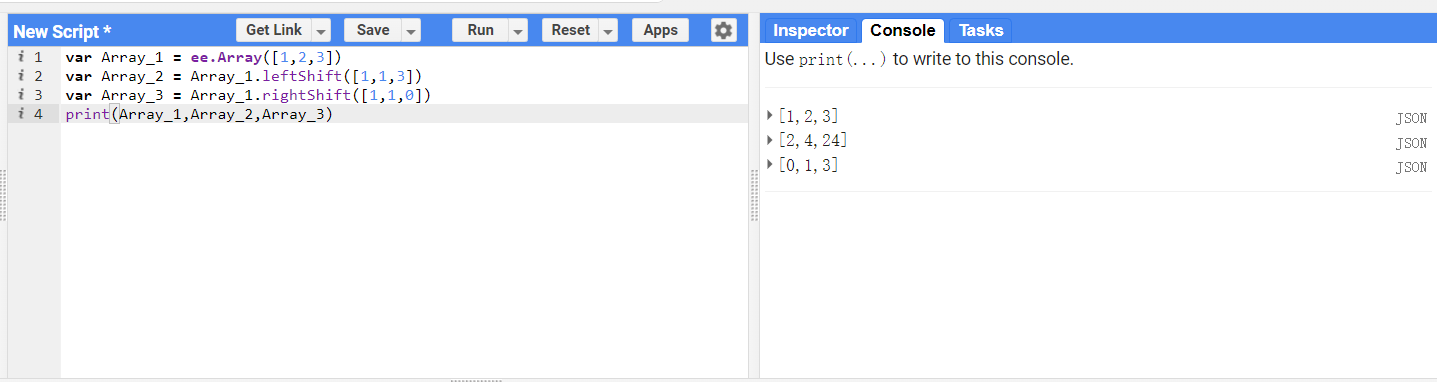 New Script *
Get Link
Save
Run
Reset
Apps
Inspector
Console
Tasks
i 1 var Array_1 = ee.Array([1,2,3])
i 2 var Array_2 = Array_1.leftShift([1,1,3])
i 3 var Array_3 = Array_1.rightShift([1,1,0])
i 4 print(Array_1,Array_2,Array_3)
Use print(...) to write to this console.
[1,2,3] JSON
[2,4,24] JSON
[0,1,3] JSON